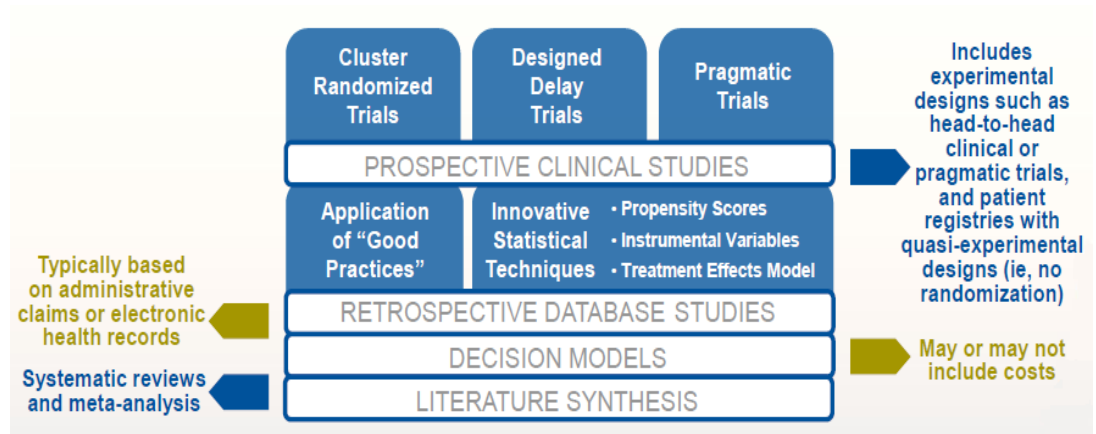 Cluster
Randomized
Trials
Designed
Delay
Trials
Pragmatic
Trials
PROSPECTIVE CLINICAL STUDIES
Includes
experimental
designs such as
head-to-head
clinical or
pragmatic trials,
and patient
registries with
quasi-experimental
designs (ie, no
randomization)
Application
of “Good
Practices”
Innovative
Statistical
Techniques
• Propensity Scores
• Instrumental Variables
• Treatment Effects Model
Typically based
on administrative
claims or electronic
health records
RETROSPECTIVE DATABASE STUDIES
DECISION MODELS
May or may not
include costs
Systematic reviews
and meta-analysis
LITERATURE SYNTHESIS